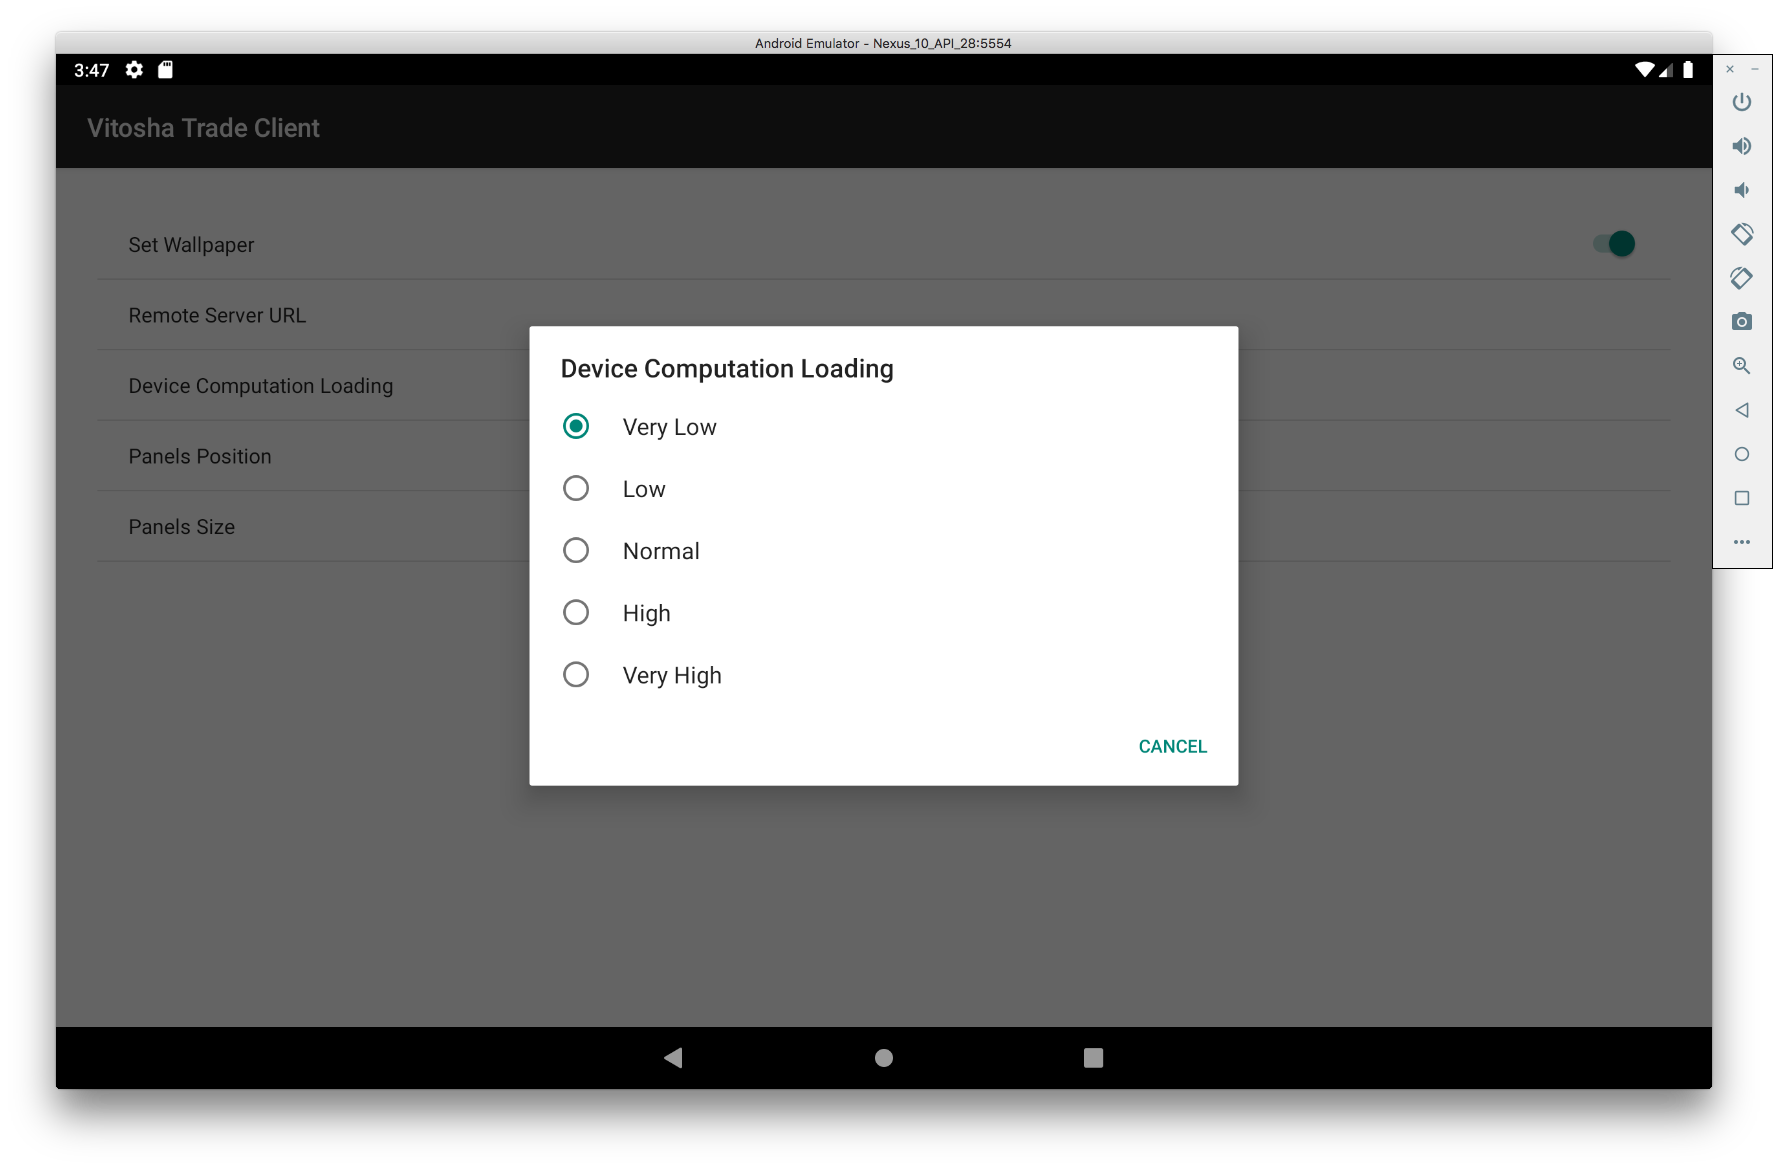 Android Emulator - Nexus_10_API_28:5554
3:47
Vitosha Trade Client
Set Wallpaper
Remote Server URL
Device Computation Loading
Panels Position
Panels Size
Device Computation Loading
Very Low
Low
Normal
High
Very High
CANCEL